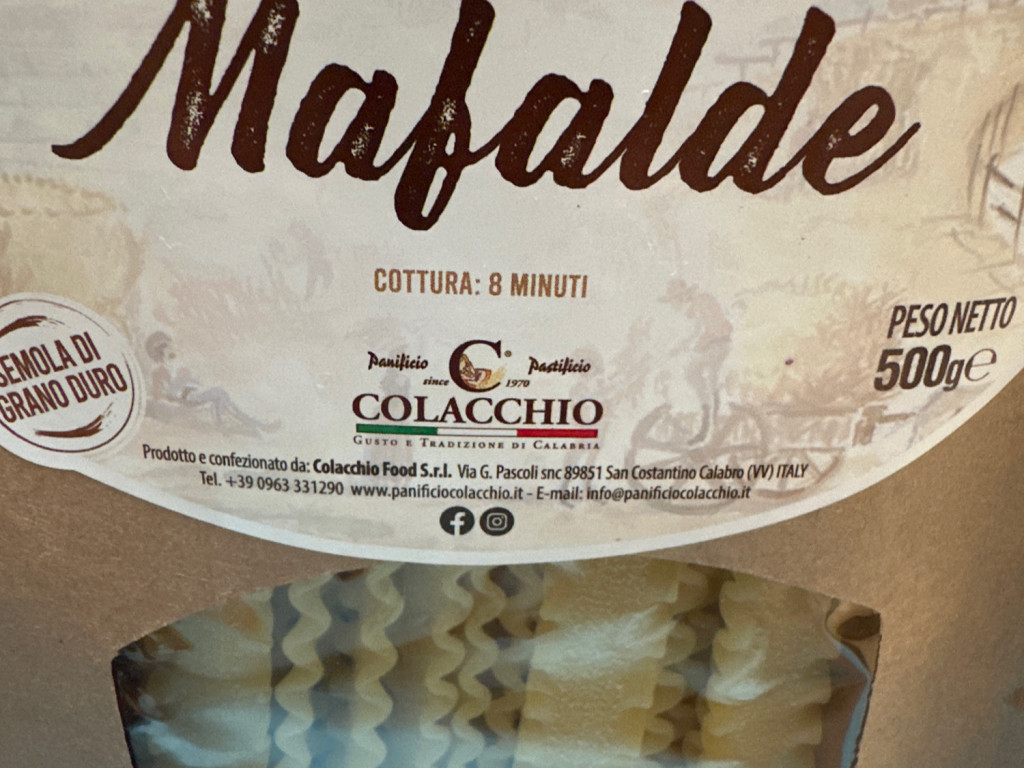 Mafalde
COTTURA: 8 MINUTI
PESO NETTO
500g℮
SEMOLA DI
GRANO DURO
Panificio C Pastificio
since 1970
COLACCHIO
GUSTO E TRADIZIONE DI CALABRIA
Prodotto e confezionato da: Colacchio Food S.r.l. Via G. Pascoli snc 89851 San Costantino Calabro (VV) ITALY
Tel. +39 0963 331290 www.panificiocolacchio.it - E-mail: info@panificiocolacchio.it